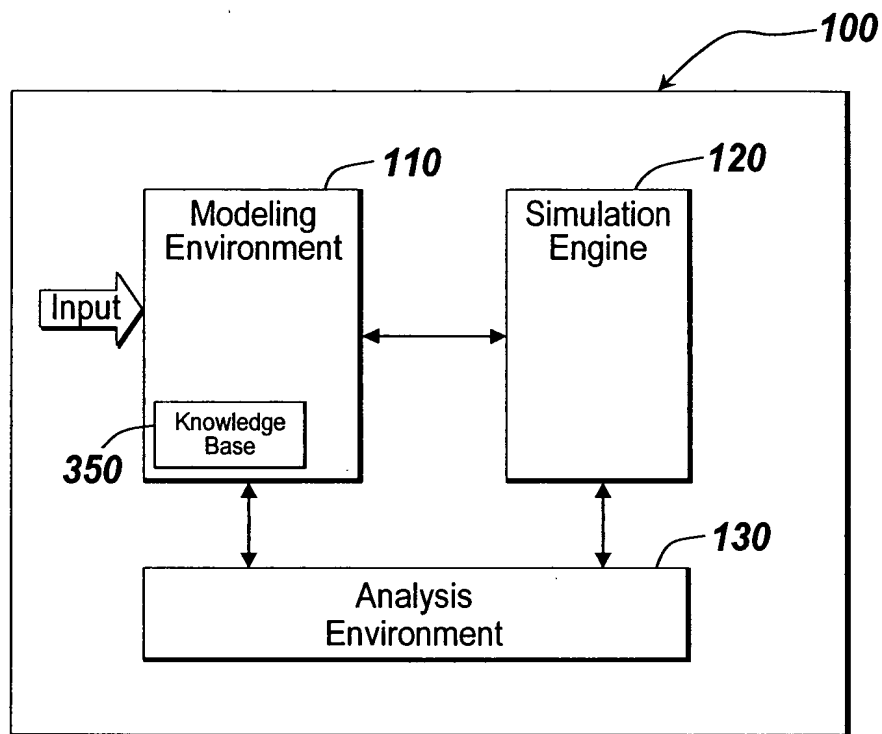 100
110
120
Modeling
Environment
Simulation
Engine
Input
Knowledge
Base
350
130
Analysis
Environment